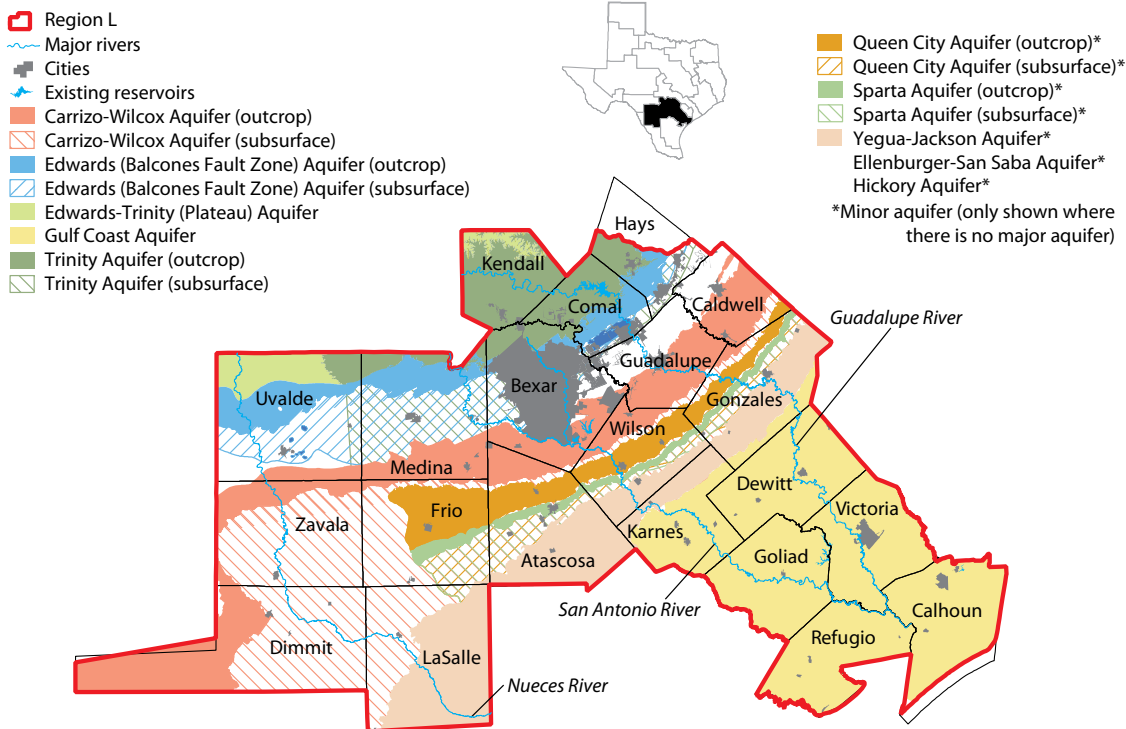 Region L
Major rivers
Cities
Existing reservoirs
Carrizo-Wilcox Aquifer (outcrop)
Carrizo-Wilcox Aquifer (subsurface)
Edwards (Balcones Fault Zone) Aquifer (outcrop)
Edwards (Balcones Fault Zone) Aquifer (subsurface)
Edwards-Trinity (Plateau) Aquifer
Gulf Coast Aquifer
Trinity Aquifer (outcrop)
Trinity Aquifer (subsurface)
Queen City Aquifer (outcrop)*
Queen City Aquifer (subsurface)*
Sparta Aquifer (outcrop)*
Sparta Aquifer (subsurface)*
Yegua-Jackson Aquifer*
Ellenburger-San Saba Aquifer*
Hickory Aquifer*
*Minor aquifer (only shown where
there is no major aquifer)
Hays
Kendall
Comal
Caldwell
Guadalupe River
Guadalupe
Bexar
Uvalde
Gonzales
Wilson
Medina
Dewitt
Frio
Zavala
Victoria
Karnes
Atascosa
Goliad
San Antonio River
Calhoun
Refugio
Dimmit
LaSalle
Nueces River